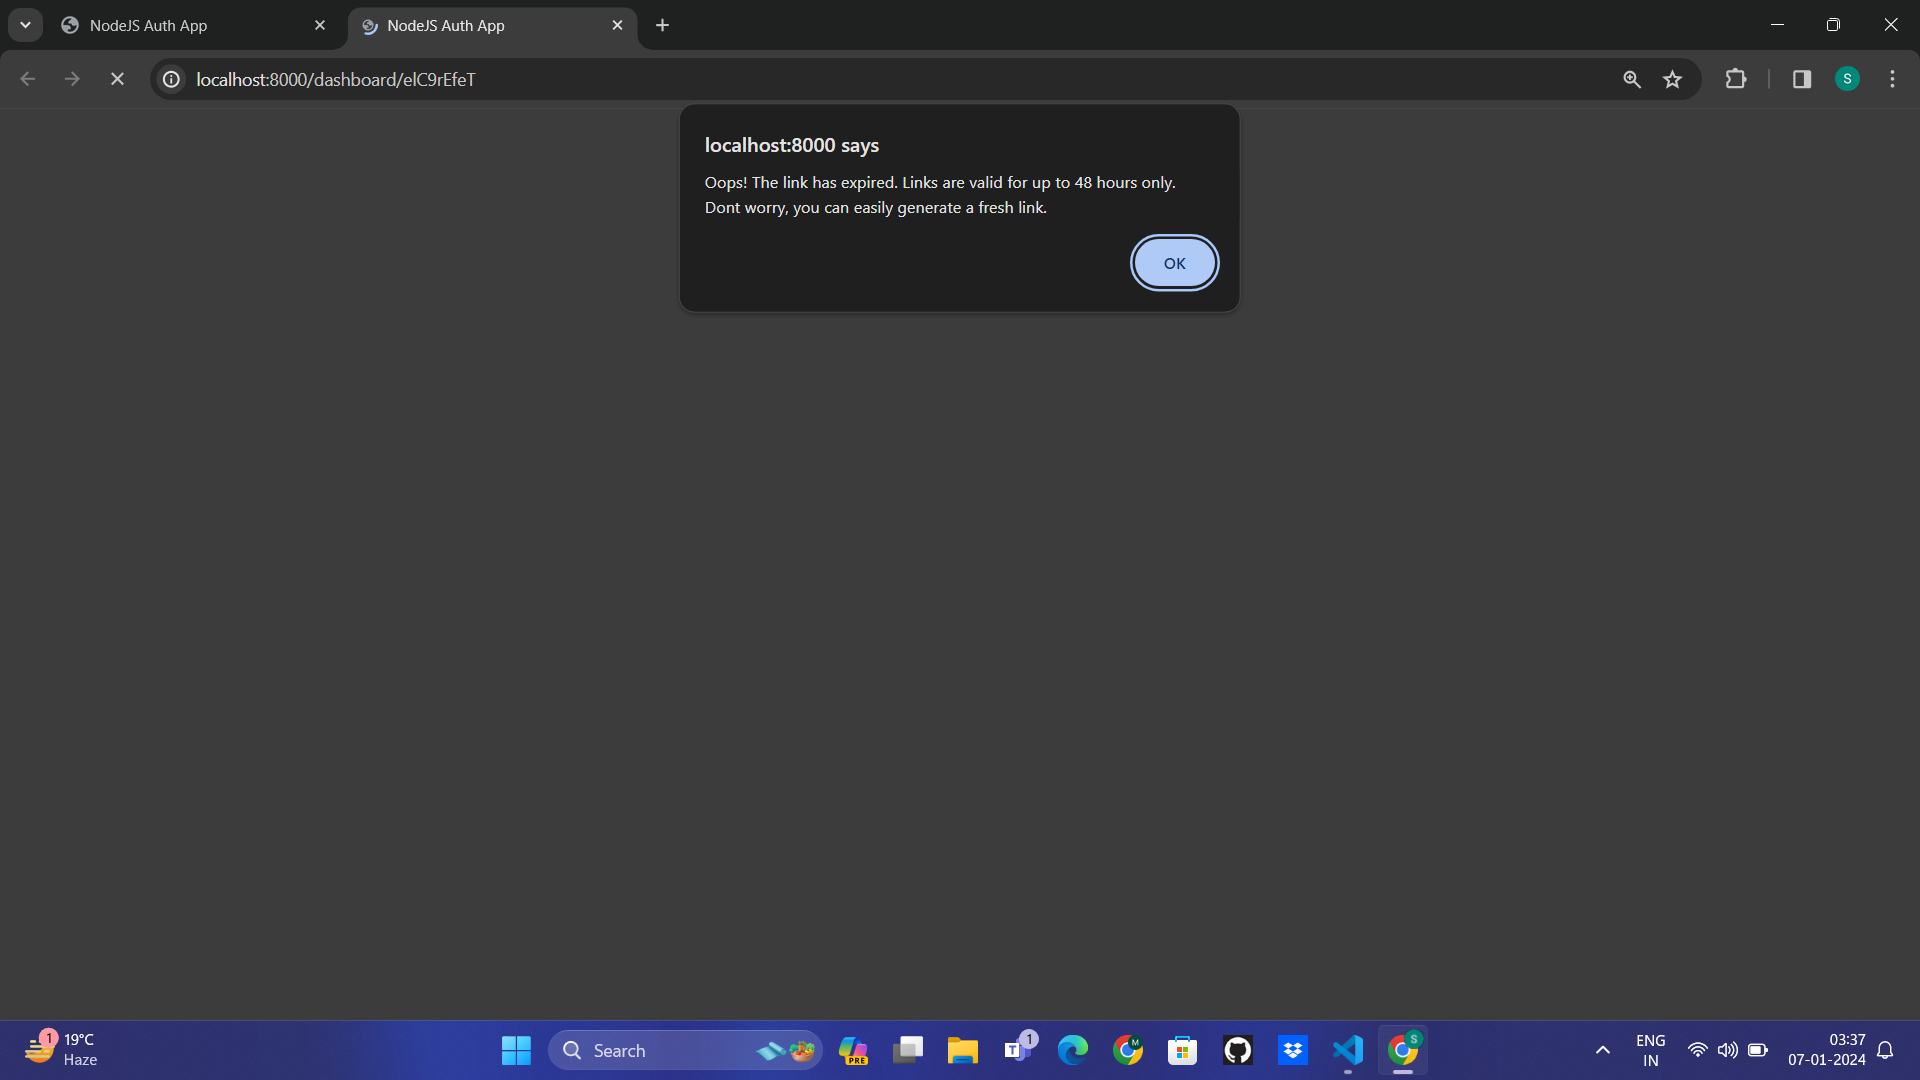 NodeJS Auth App
NodeJS Auth App
localhost:8000/dashboard/elC9rEfeT
S
localhost:8000 says
Oops! The link has expired. Links are valid for up to 48 hours only.
Dont worry, you can easily generate a fresh link.
OK
1
19°C
Haze
Search
PRE
T
1
M
S
ENG
IN
03:37
07-01-2024